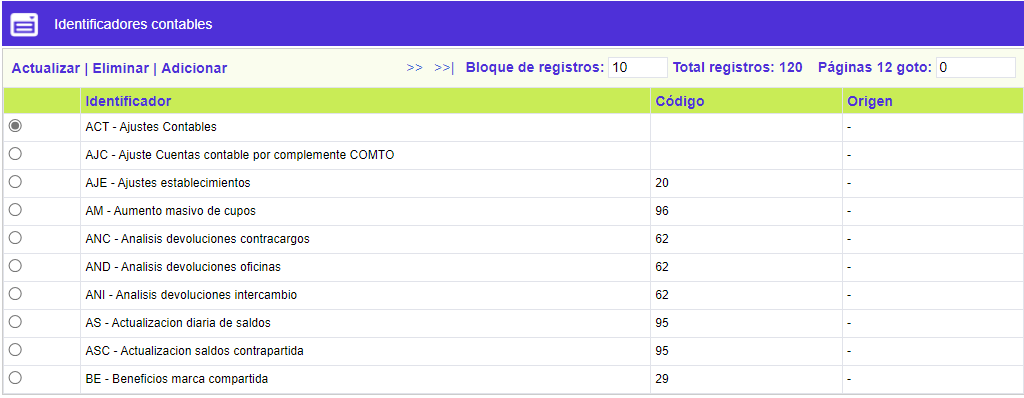 Identificadores contables
Actualizar | Eliminar | Adicionar >> >>| Bloque de registros: 10 Total registros: 120 Páginas 12 goto: 0
Identificador Código Origen
ACT - Ajustes Contables -
AJC - Ajuste Cuentas contable por complemente COMTO -
AJE - Ajustes establecimientos 20 -
AM - Aumento masivo de cupos 96 -
ANC - Analisis devoluciones contracargos 62 -
AND - Analisis devoluciones oficinas 62 -
ANI - Analisis devoluciones intercambio 62 -
AS - Actualizacion diaria de saldos 95 -
ASC - Actualizacion saldos contrapartida 95 -
BE - Beneficios marca compartida 29 -